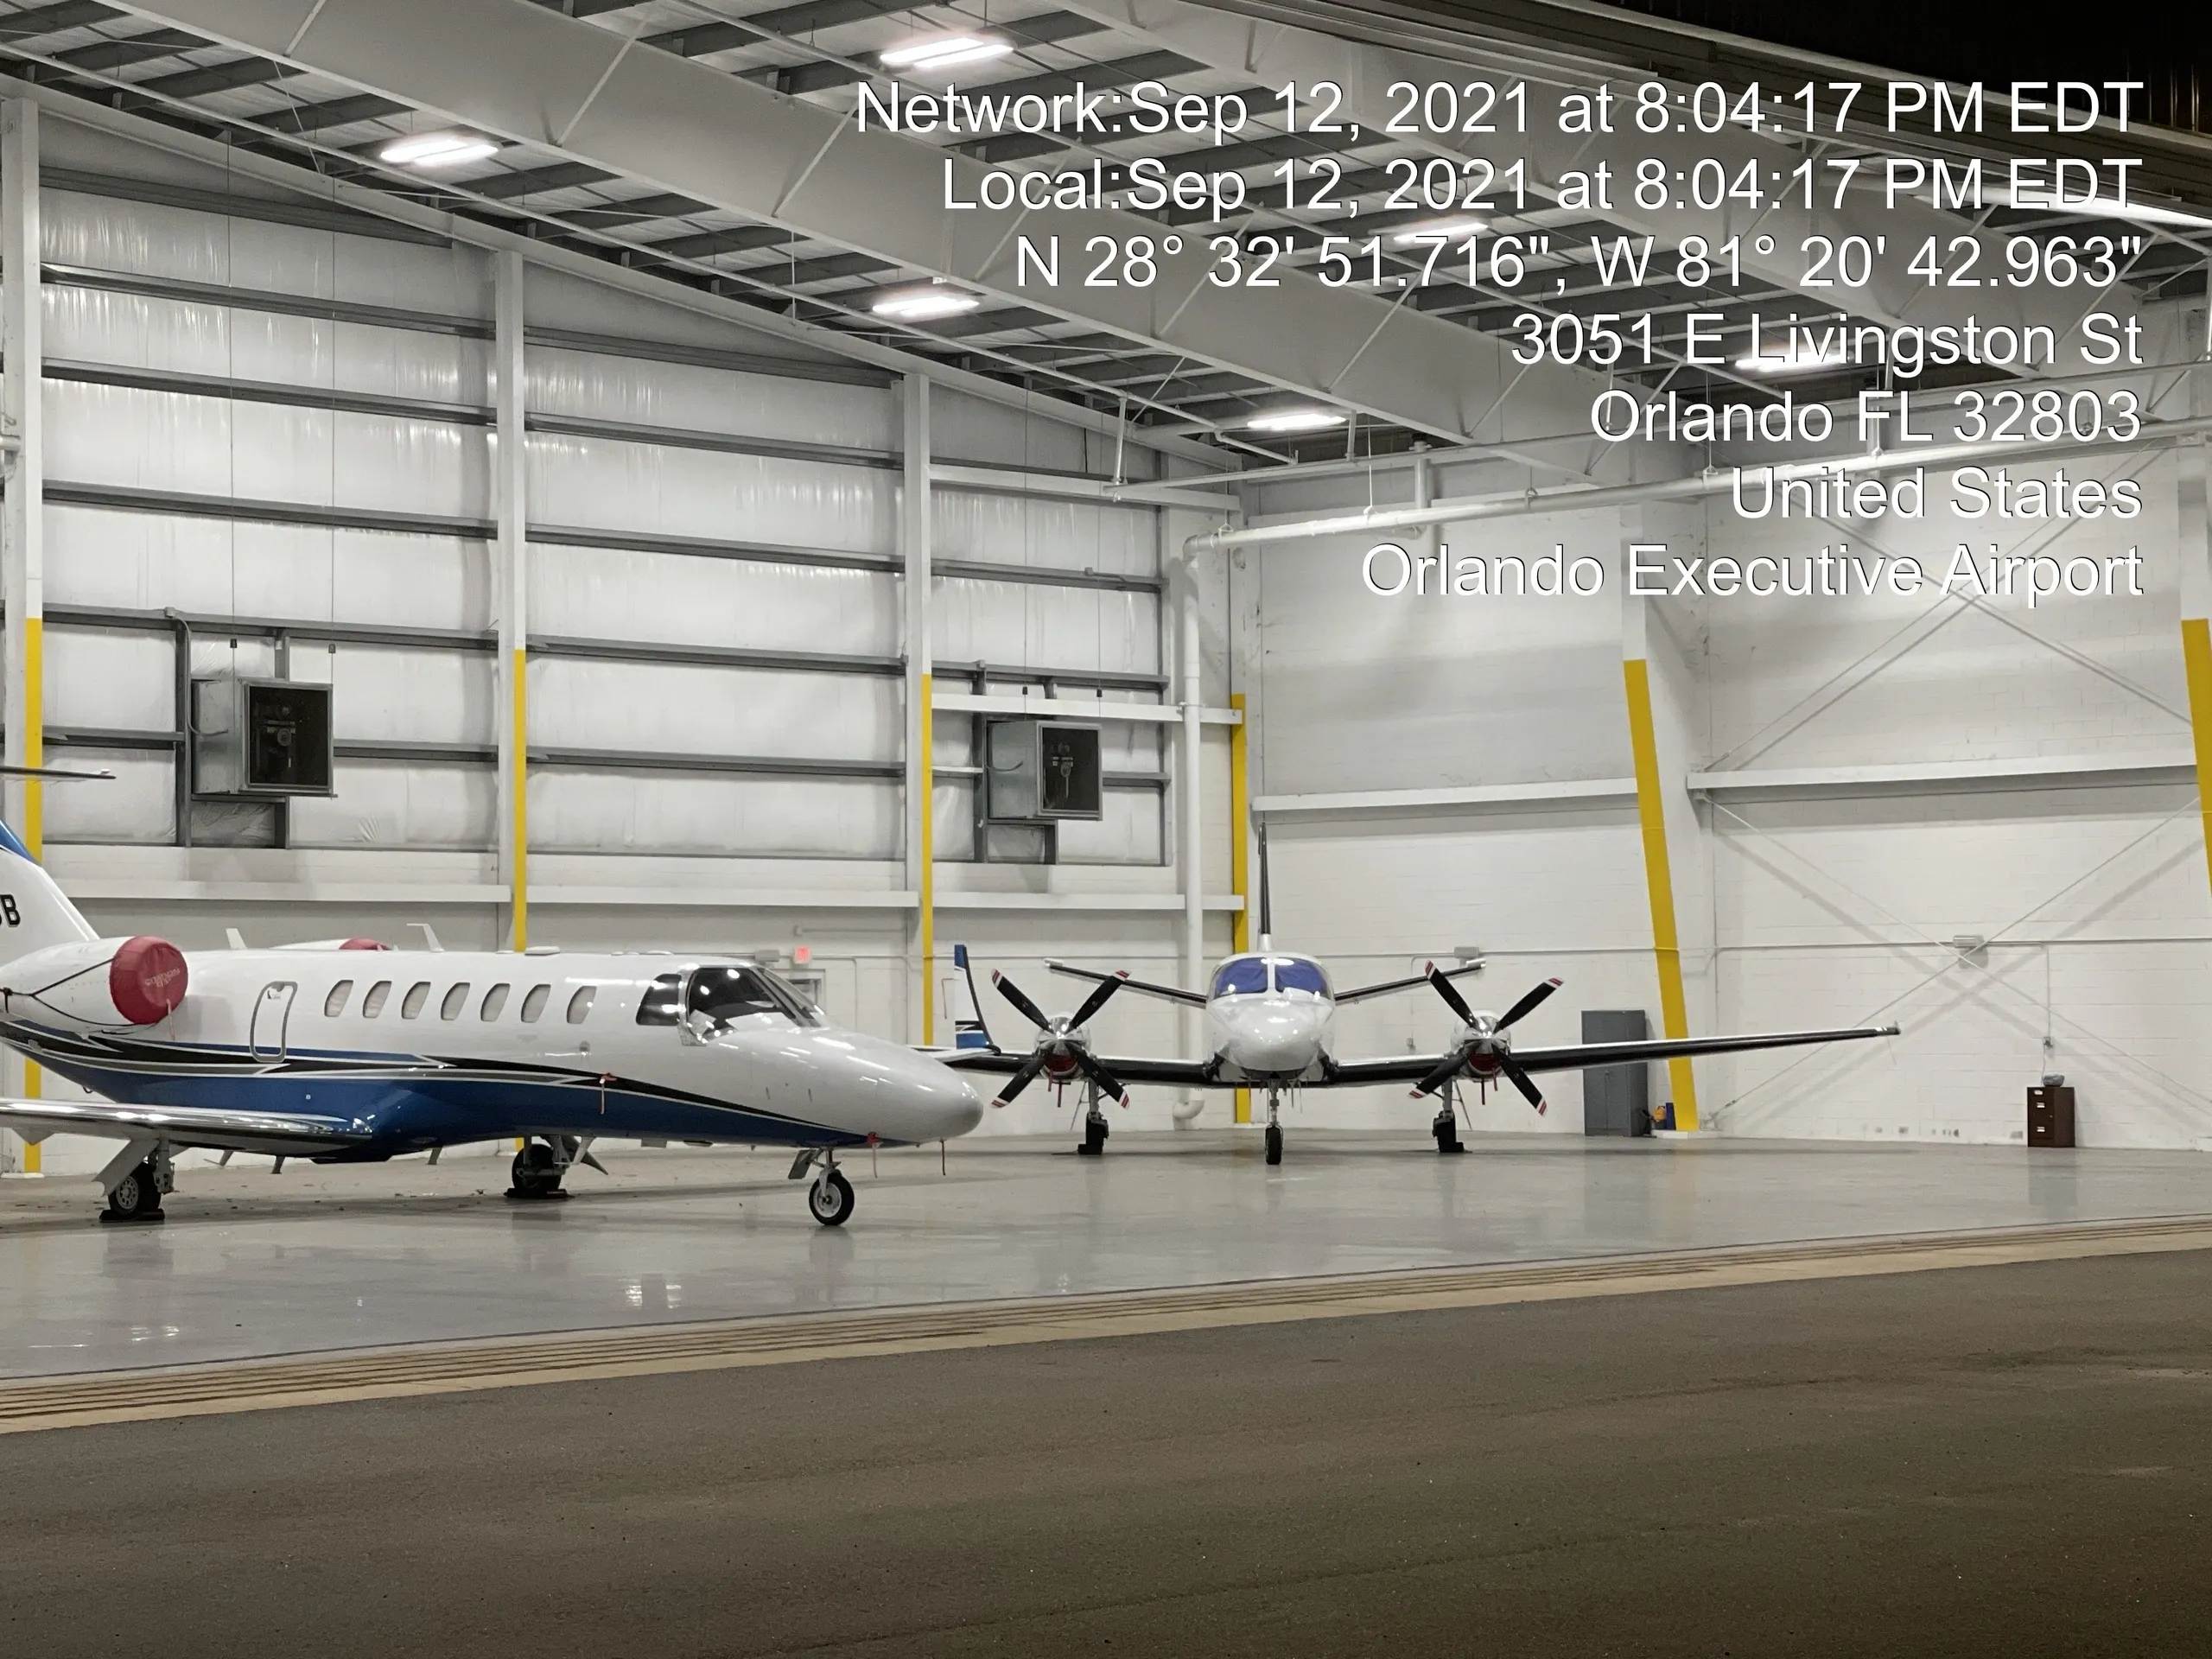 Network:Sep 12, 2021 at 8:04:17 PM EDT
Local:Sep 12, 2021 at 8:04:17 PM EDT
N 28° 32' 51.716", W 81° 20' 42.963"
3051 E Livingston St
Orlando FL 32803
United States
Orlando Executive Airport